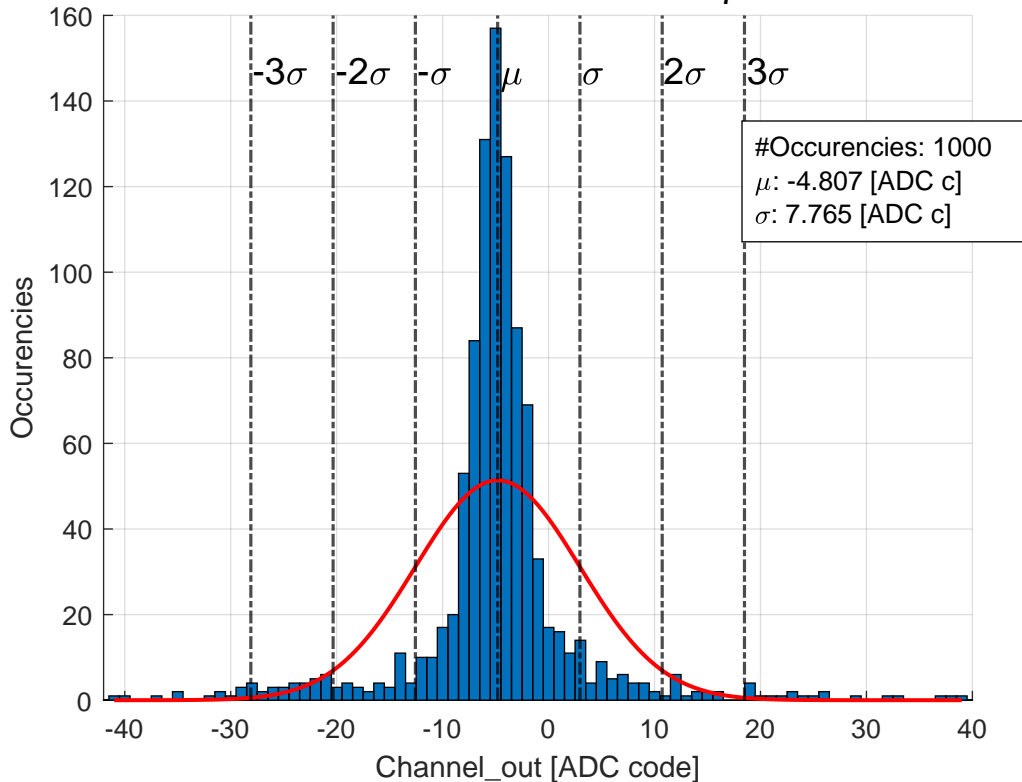 160
140
120
100
80
60
40
20
0
Occurencies
-3σ
-2σ
-σ
μ
σ
2σ
3σ
#Occurencies: 1000
μ: -4.807 [ADC c]
σ: 7.765 [ADC c]
-40
-30
-20
-10
0
10
20
30
40
Channel_out [ADC code]